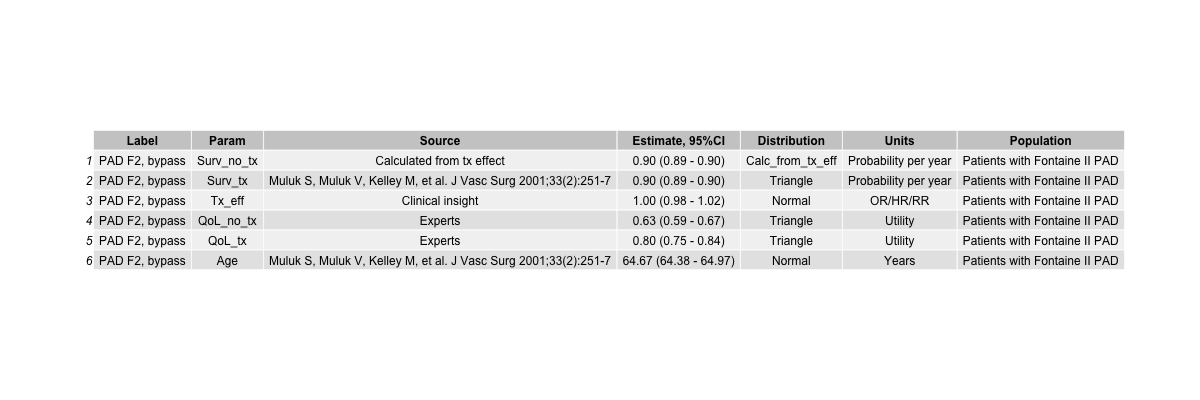 Label Param Source Estimate, 95%CI Distribution Units Population
1 PAD F2, bypass Surv_no_tx Calculated from tx effect 0.90 (0.89 - 0.90) Calc_from_tx_eff Probability per year Patients with Fontaine II PAD
2 PAD F2, bypass Surv_tx Muluk S, Muluk V, Kelley M, et al. J Vasc Surg 2001;33(2):251-7 0.90 (0.89 - 0.90) Triangle Probability per year Patients with Fontaine II PAD
3 PAD F2, bypass Tx_eff Clinical insight 1.00 (0.98 - 1.02) Normal OR/HR/RR Patients with Fontaine II PAD
4 PAD F2, bypass QoL_no_tx Experts 0.63 (0.59 - 0.67) Triangle Utility Patients with Fontaine II PAD
5 PAD F2, bypass QoL_tx Experts 0.80 (0.75 - 0.84) Triangle Utility Patients with Fontaine II PAD
6 PAD F2, bypass Age Muluk S, Muluk V, Kelley M, et al. J Vasc Surg 2001;33(2):251-7 64.67 (64.38 - 64.97) Normal Years Patients with Fontaine II PAD